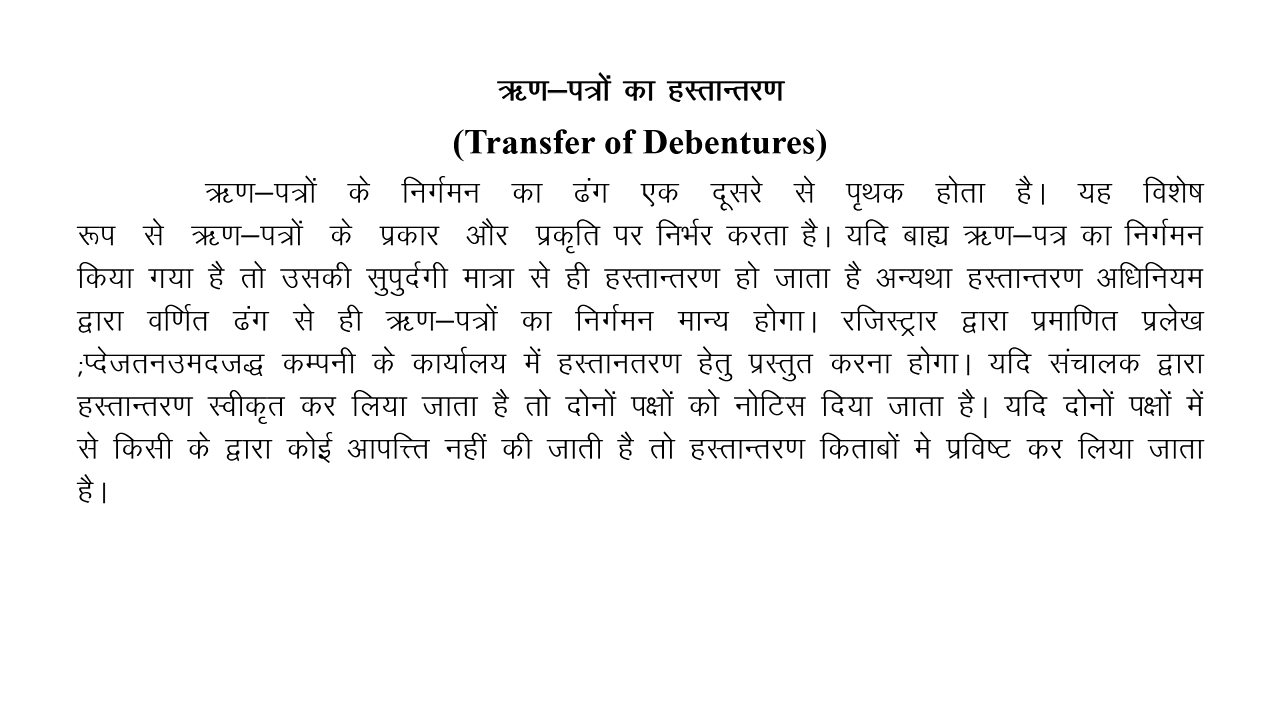 ऋण–पत्रों का हस्तान्तरण
(Transfer of Debentures)
ऋण–पत्रों के निर्गमन का ढंग एक दूसरे से पृथक होता है। यह विशेष
रूप से ऋण–पत्रों के प्रकार और प्रकृति पर निर्भर करता है। यदि बाह्य ऋण–पत्र का निर्गमन
किया गया है तो उसकी सुपुर्दगी मात्रा से ही हस्तान्तरण हो जाता है अन्यथा हस्तान्तरण अधिनियम
द्वारा वर्णित ढंग से ही ऋण–पत्रों का निर्गमन मान्य होगा। रजिस्ट्रार द्वारा प्रमाणित प्रलेख
;प्देजतनउमदजद्ध कम्पनी के कार्यालय में हस्तानतरण हेतु प्रस्तुत करना होगा। यदि संचालक द्वारा
हस्तान्तरण स्वीकृत कर लिया जाता है तो दोनों पक्षों को नोटिस दिया जाता है। यदि दोनों पक्षों में
से किसी के द्वारा कोई आपत्ति नहीं की जाती है तो हस्तान्तरण किताबों मे प्रविष्ट कर लिया जाता
है।